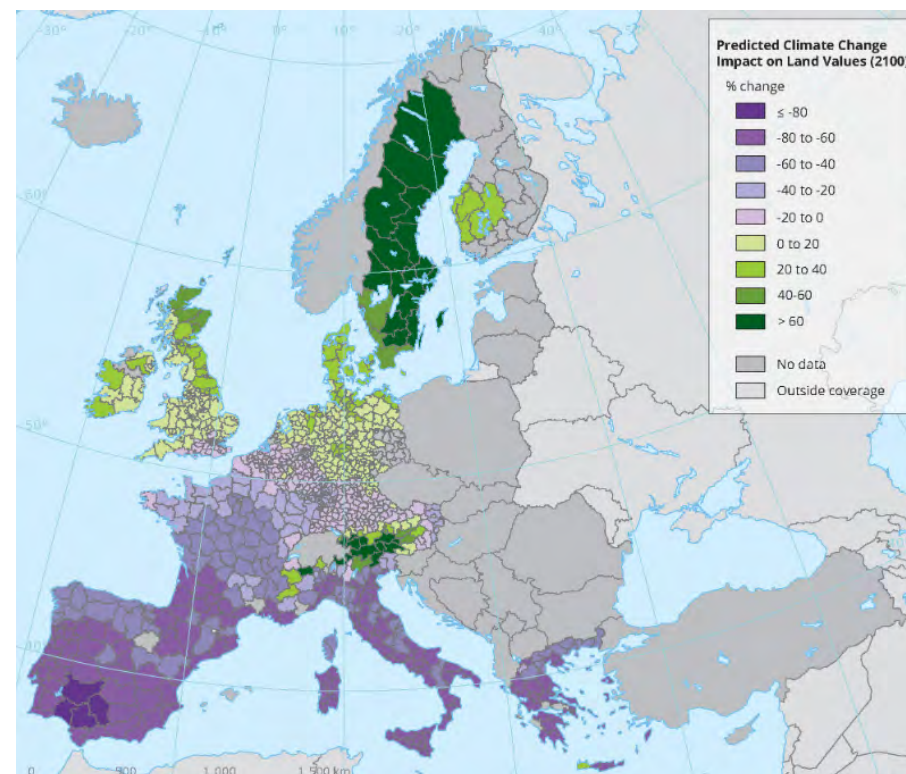 -30°
-20°
-10°
0°
10°
20°
30°
40°
50°
60°
50°
40°
Predicted Climate Change
Impact on Land Values (2100)
% change
≤ -80
-80 to -60
-60 to -40
-40 to -20
-20 to 0
0 to 20
20 to 40
40-60
> 60
No data
Outside coverage
0 500 1 000 1 500 km